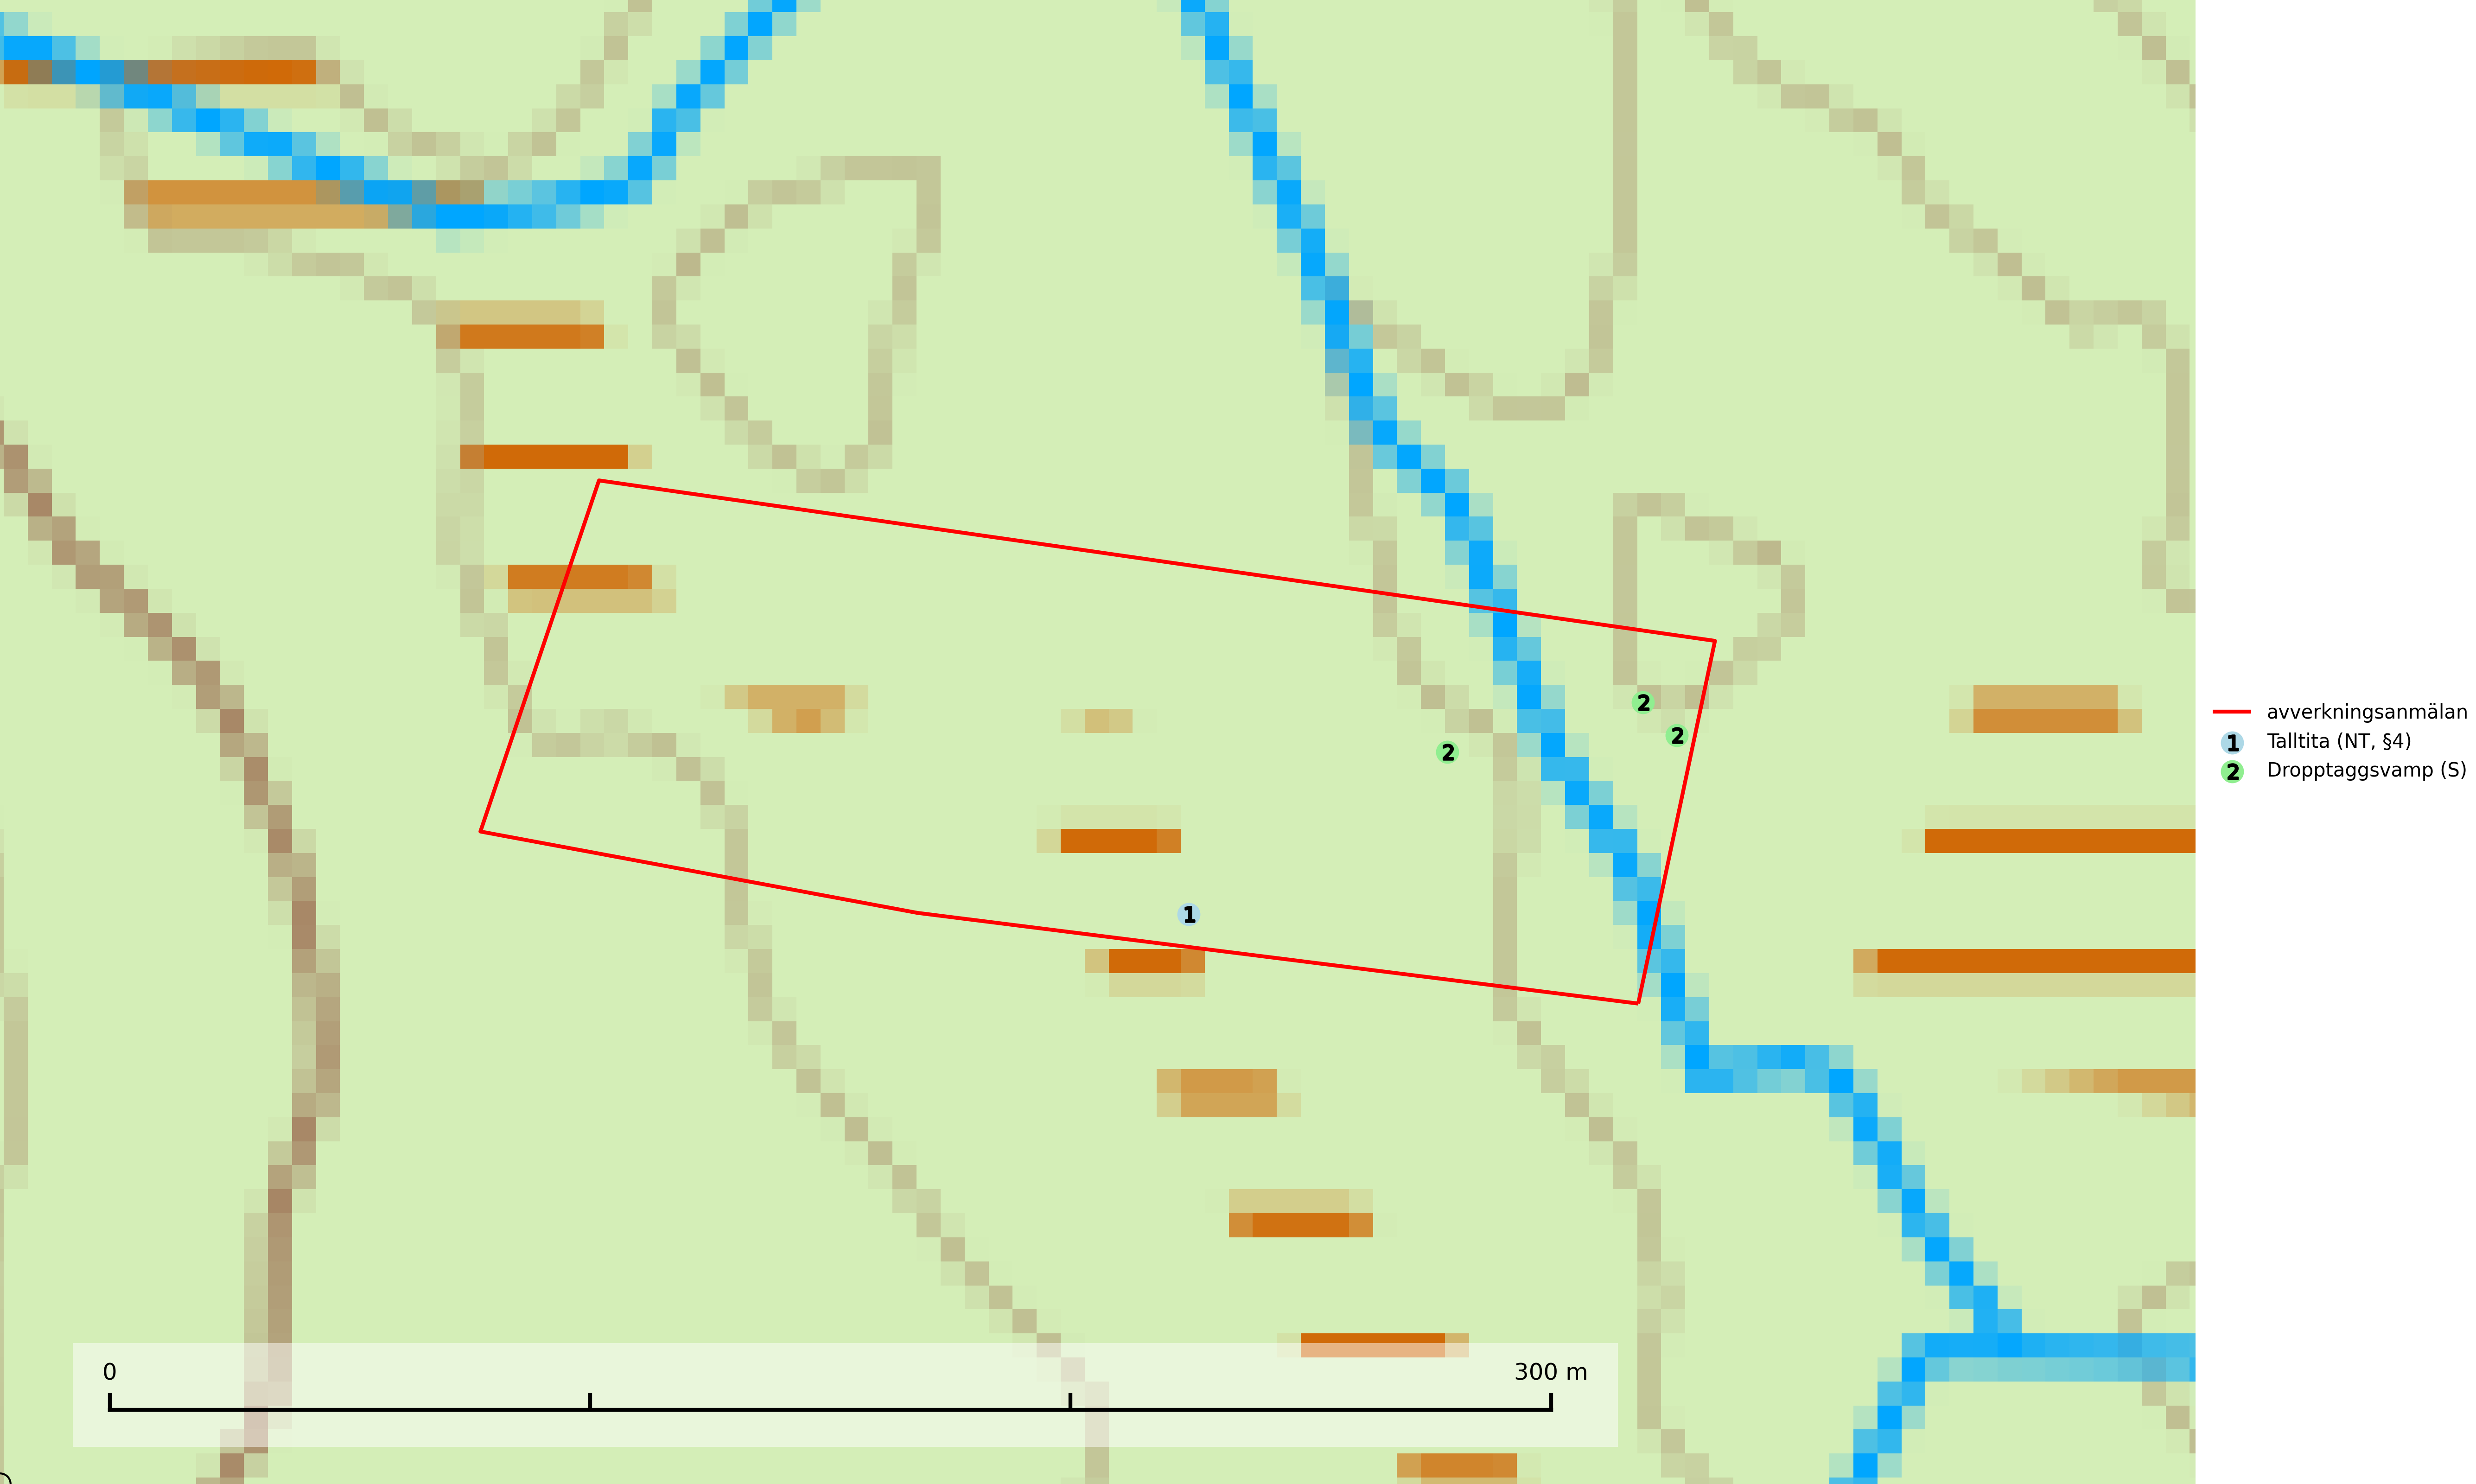 2
2
2
1
avverkningsanmälan
1 Talltita (NT, §4)
2 Dropptaggsvamp (S)
0 300 m